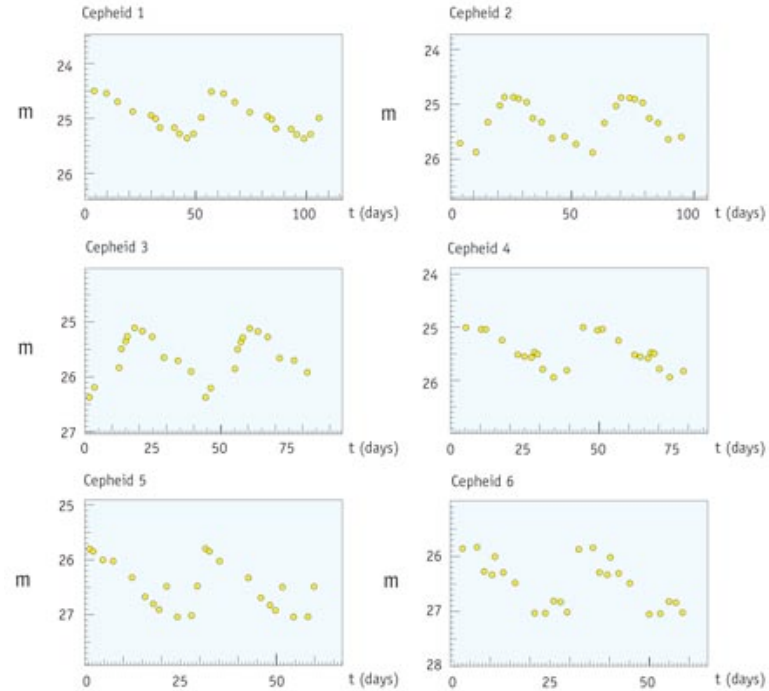 Cepheid 1
24
25
26
m
0 50 100 t (days)
Cepheid 2
24
25
26
m
0 50 100 t (days)
Cepheid 3
25
26
27
m
0 25 50 75 t (days)
Cepheid 4
24
25
26
0 25 50 75 t (days)
Cepheid 5
25
26
27
m
0 25 50 t (days)
Cepheid 6
26
27
28
m
0 25 50 t (days)